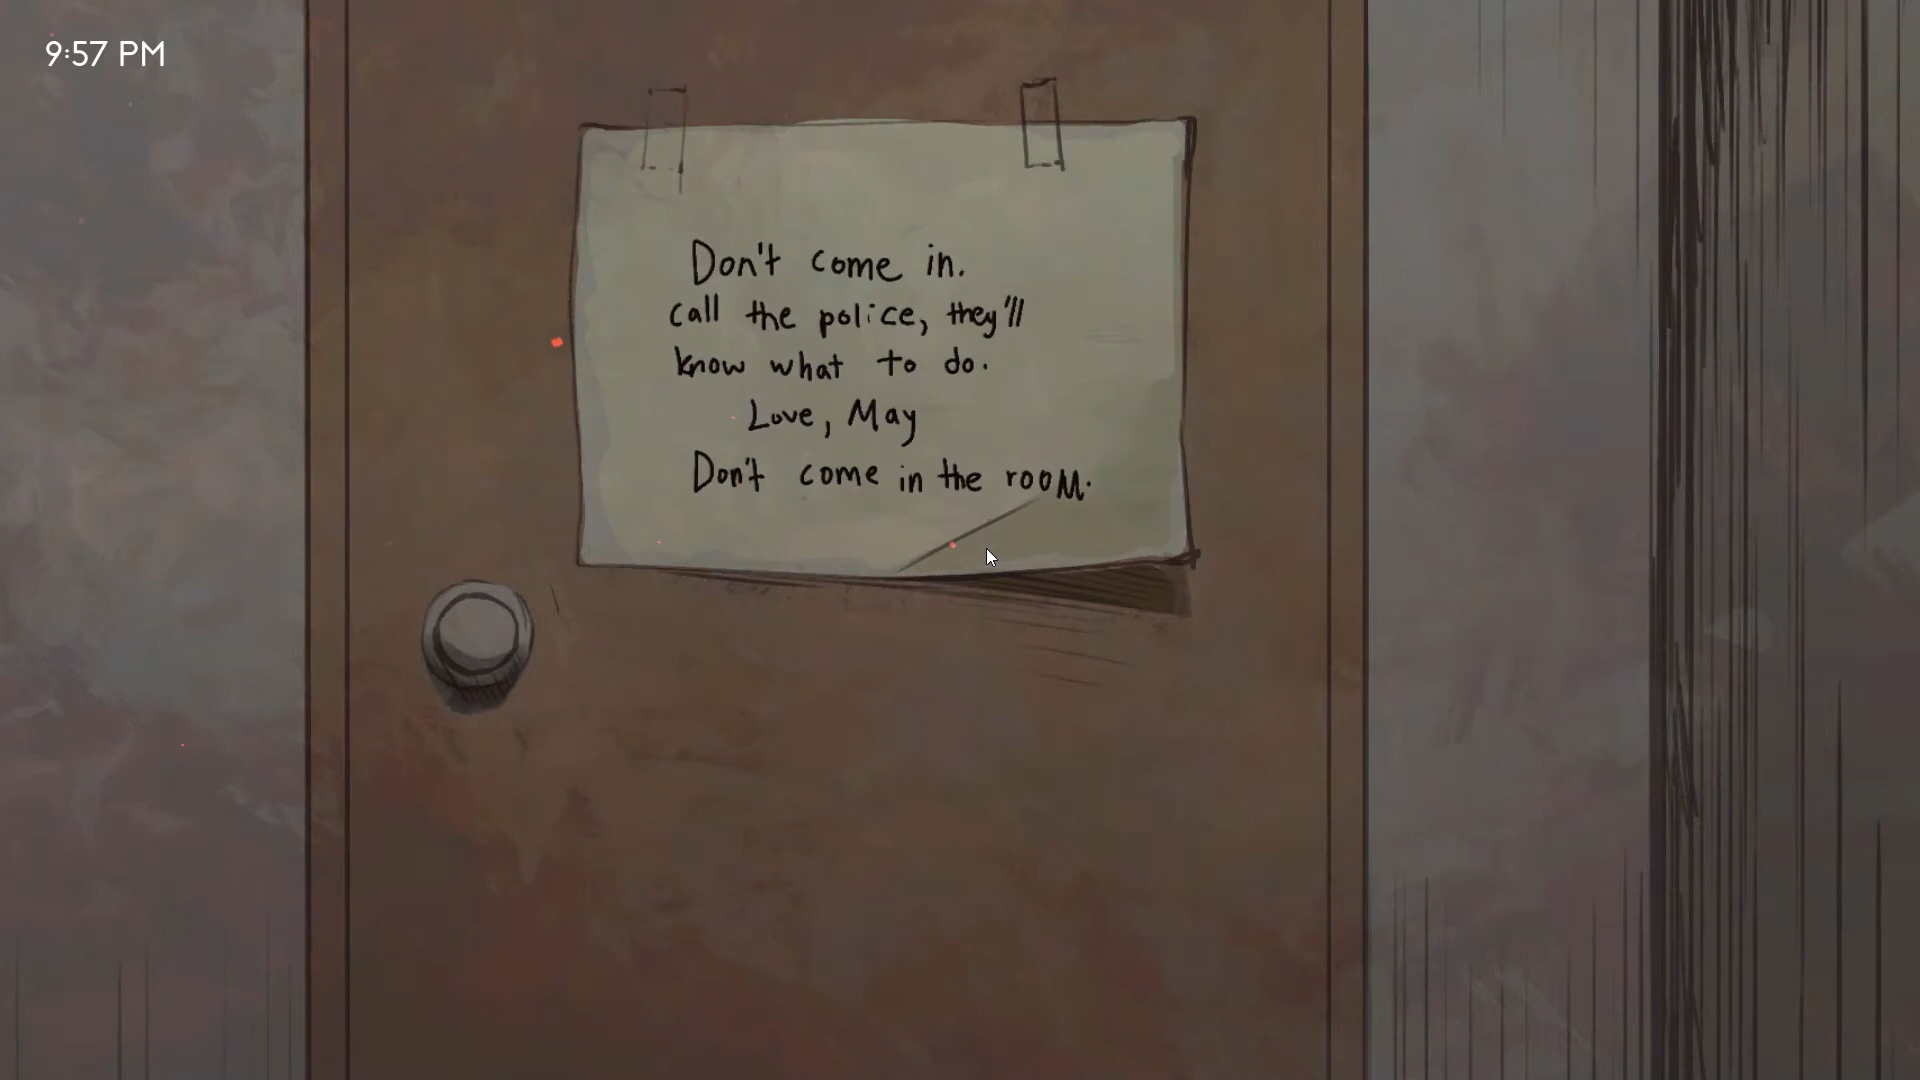 9:57 PM
Don't come in.
call the police, they'll
know what to do.
Love, May
Don't come in the rooM.